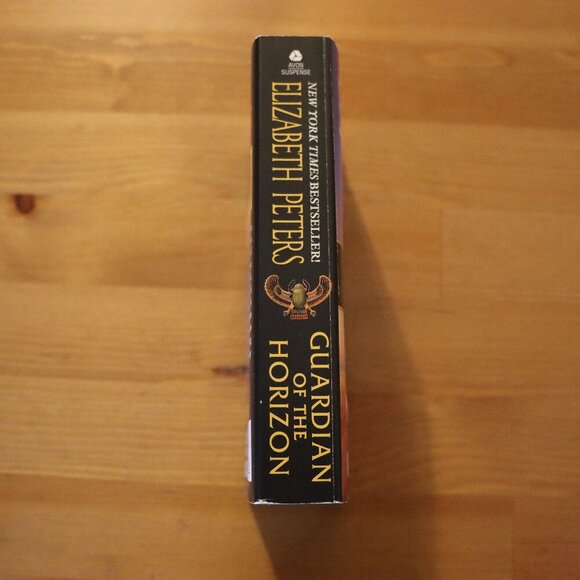 AVON
SUSPENSE
NEW YORK TIMES BESTSELLER!
ELIZABETH PETERS
GUARDIAN
OF THE
HORIZON